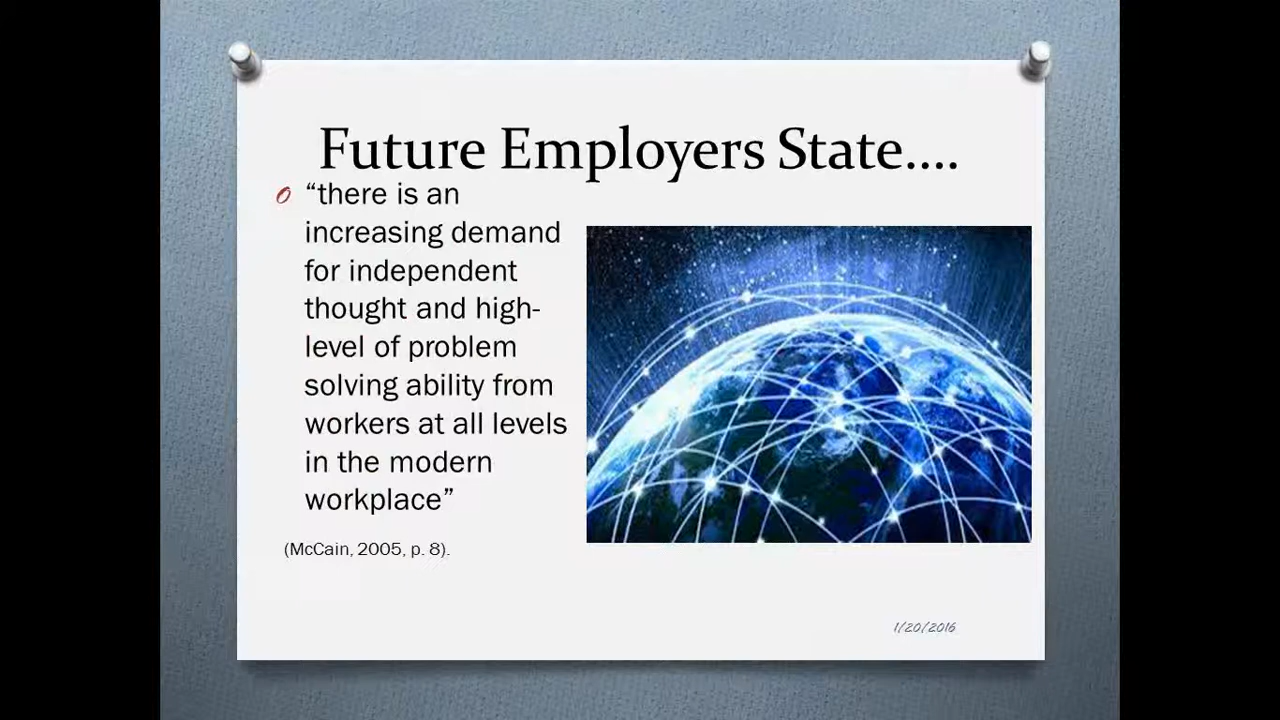 Future Employers State....
“there is an
increasing demand
for independent
thought and high-
level of problem
solving ability from
workers at all levels
in the modern
workplace”
(McCain, 2005, p. 8).
1/20/2016